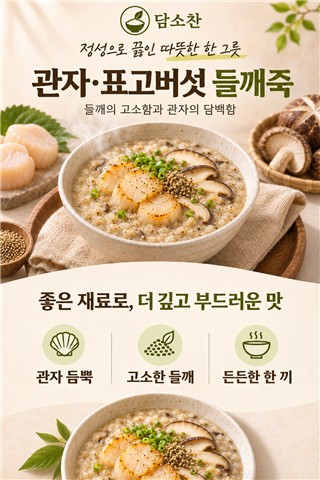 담소찬
정성으로 끓인 따뜻한 한 그릇
관자·표고버섯 들깨죽
들깨의 고소함과 관자의 담백함
좋은 재료로, 더 깊고 부드러운 맛
관자 듬뿍
고소한 들깨
든든한 한 끼